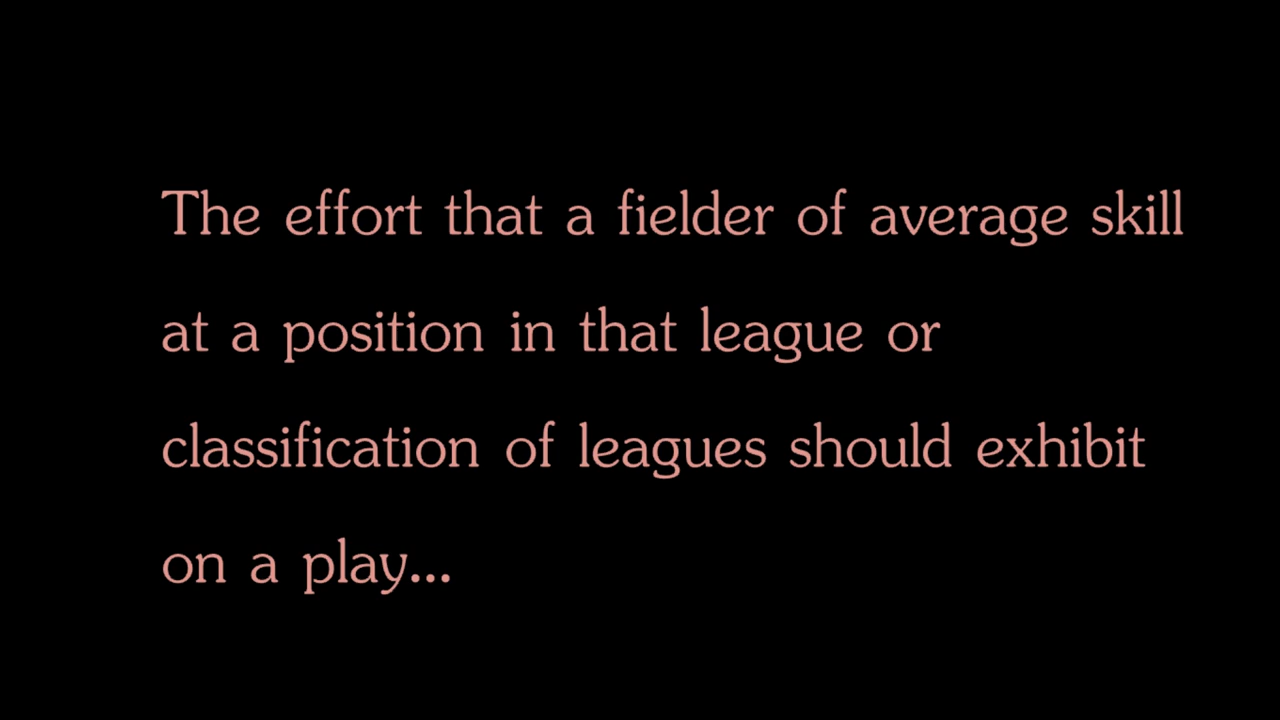 The effort that a fielder of average skill
at a position in that league or
classification of leagues should exhibit
on a play...